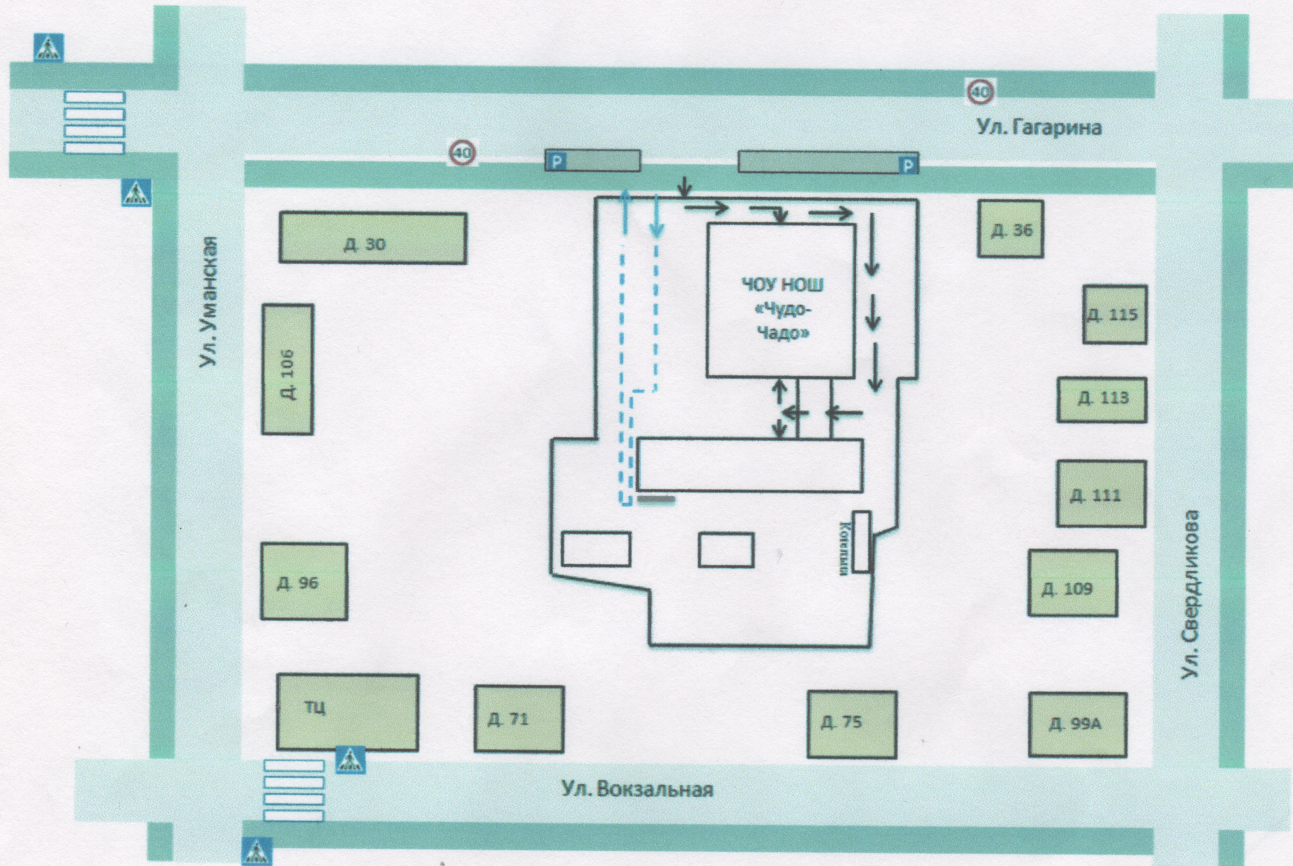 40
Ул. Гагарина
40
P
P
Д. 30
Д. 36
Ул. Уманская
ЧОУ НОШ
«Чудо-
Чадо»
Д. 115
Д. 106
Д. 113
Д. 111
Ул. Свердликова
Д. 96
Д. 109
ТЦ
Д. 71
Д. 75
Д. 99А
Ул. Вокзальная